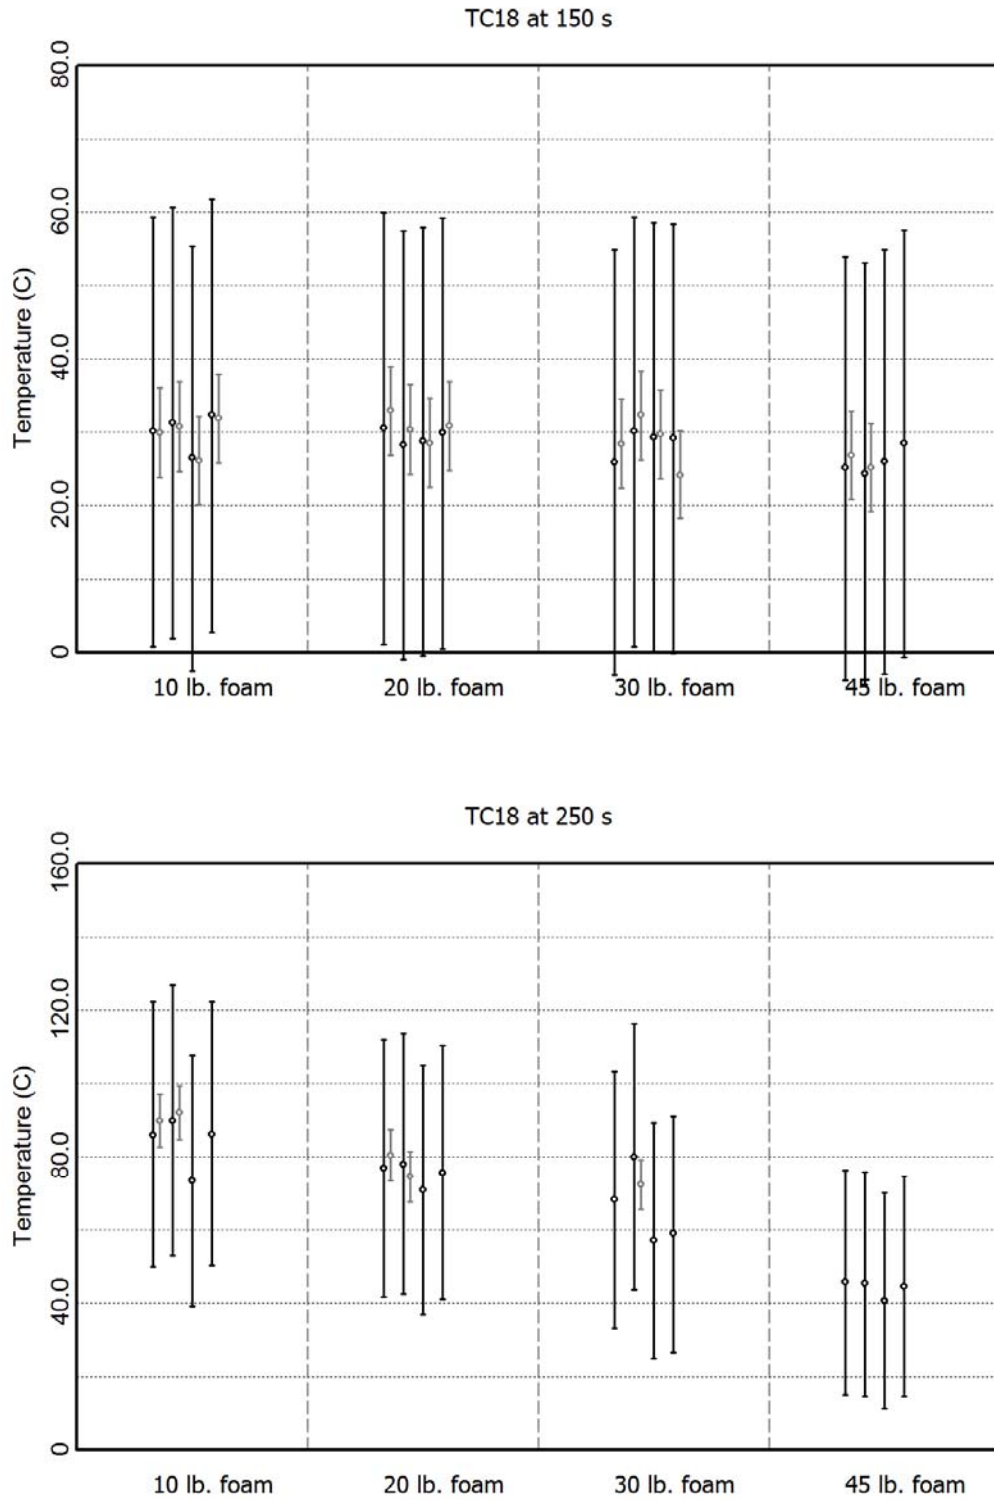 TC18 at 150 s
80.0
60.0
Temperature (C)
40.0
20.0
0
10 lb. foam 20 lb. foam 30 lb. foam 45 lb. foam
TC18 at 250 s
160.0
120.0
Temperature (C)
80.0
40.0
0
10 lb. foam 20 lb. foam 30 lb. foam 45 lb. foam